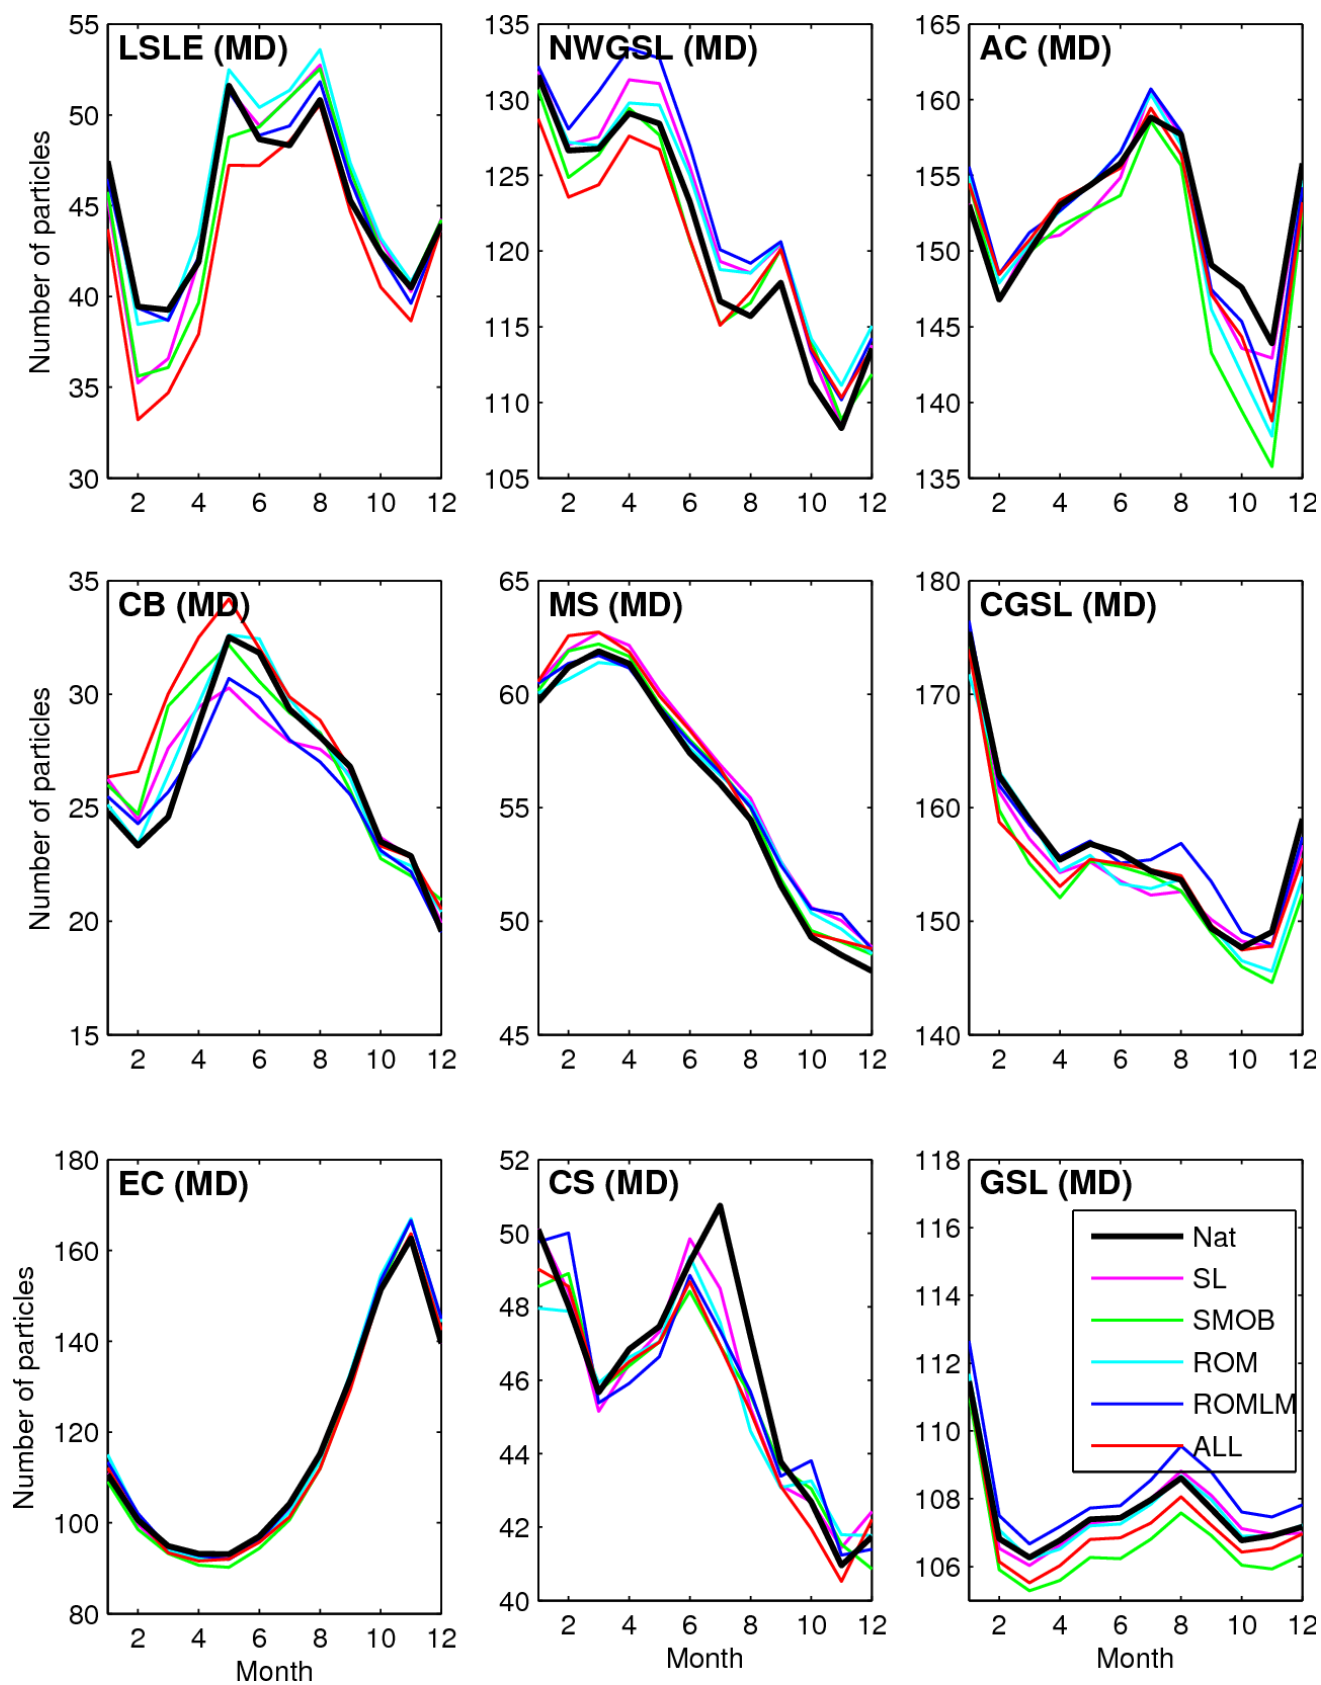 LSLE (MD)
Number of particles
55
50
45
40
35
30
2 4 6 8 10 12
NWGSL (MD)
135
130
125
120
115
110
105
2 4 6 8 10 12
AC (MD)
165
160
155
150
145
140
135
2 4 6 8 10 12
CB (MD)
Number of particles
35
30
25
20
15
2 4 6 8 10 12
MS (MD)
65
60
55
50
45
2 4 6 8 10 12
CGSL (MD)
180
170
160
150
140
2 4 6 8 10 12
EC (MD)
Number of particles
180
160
140
120
100
80
2 4 6 8 10 12
Month
CS (MD)
52
50
48
46
44
42
40
2 4 6 8 10 12
Month
GSL (MD)
118
116
114
112
110
108
106
Nat
SL
SMOB
ROM
ROMLM
ALL
2 4 6 8 10 12
Month